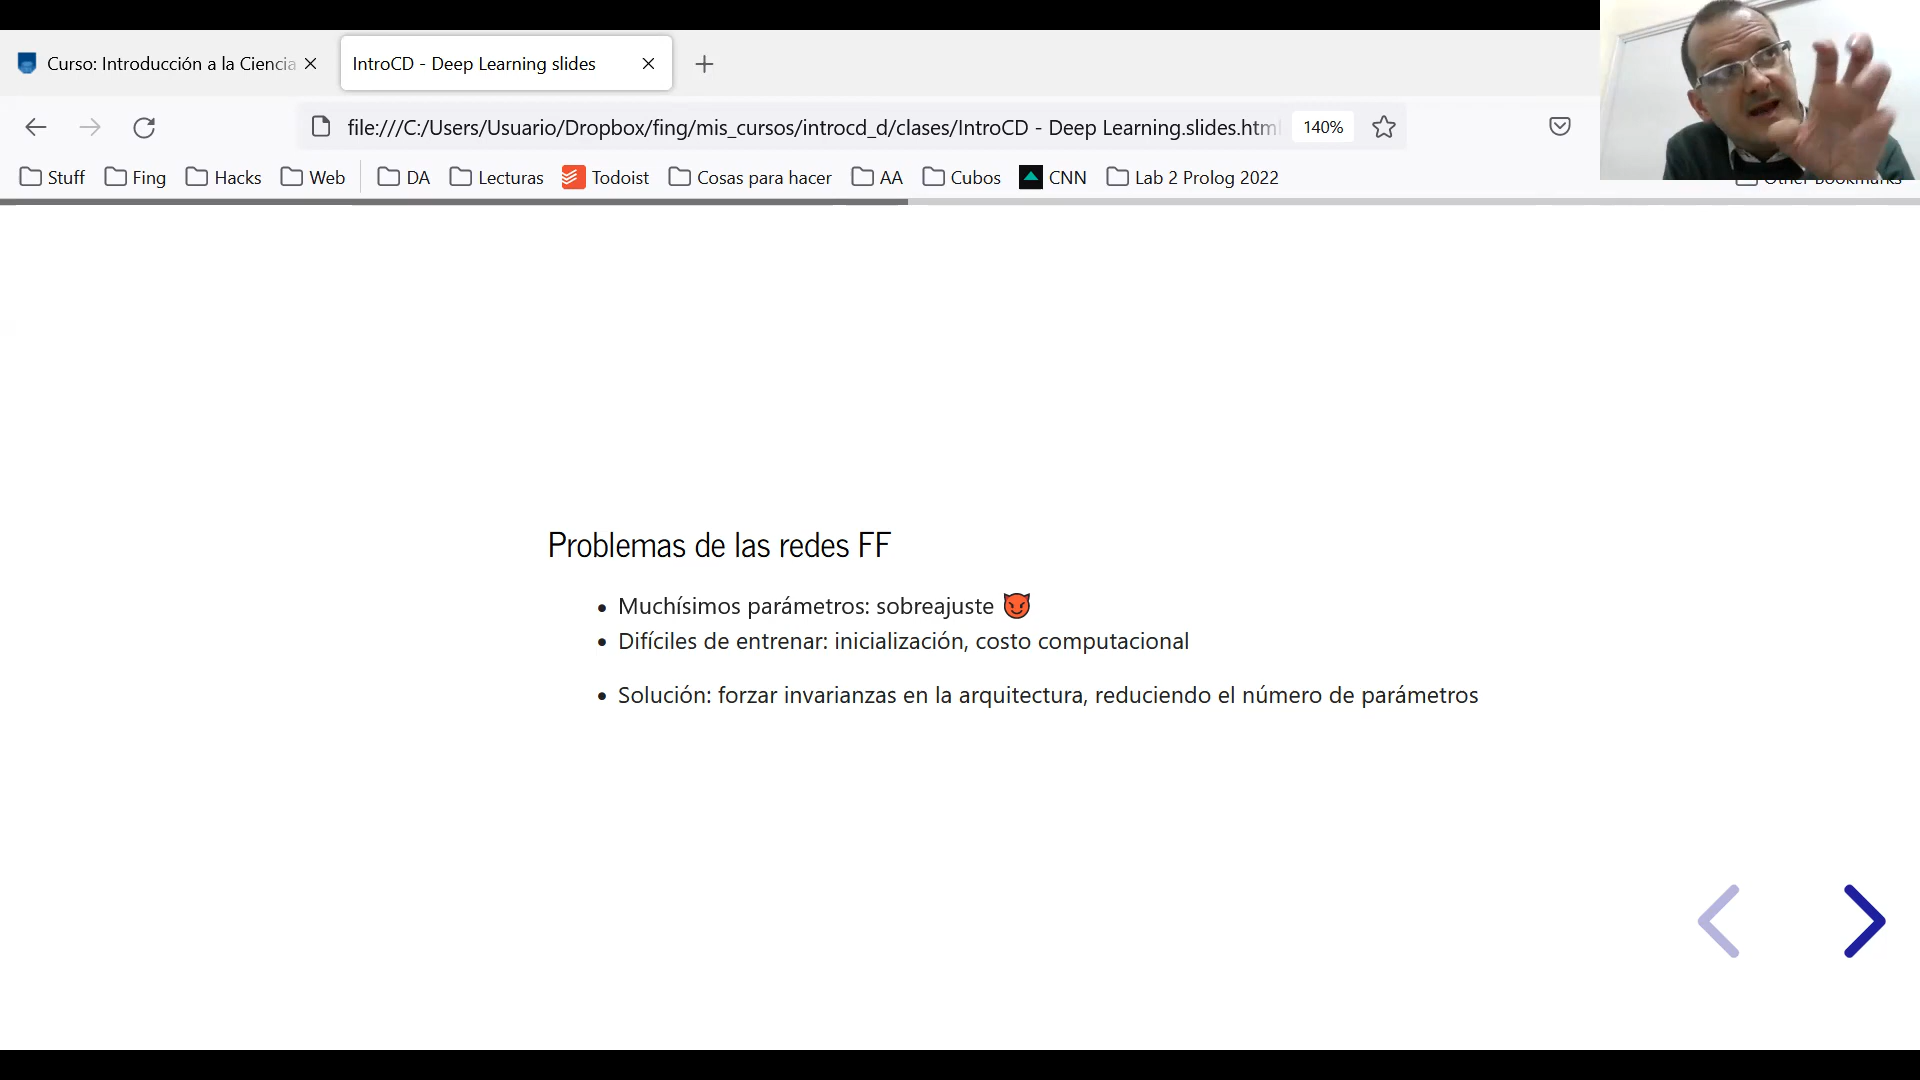 Curso: Introducción a la Ciencia
IntroCD - Deep Learning slides
file:///C:/Users/Usuario/Dropbox/fing/mis_cursos/introcd_d/clases/IntroCD - Deep Learning.slides.html
140%
Stuff
Fing
Hacks
Web
DA
Lecturas
Todoist
Cosas para hacer
AA
Cubos
CNN
Lab 2 Prolog 2022
Other bookmarks
Problemas de las redes FF
• Muchísimos parámetros: sobreajuste 😈
• Difíciles de entrenar: inicialización, costo computacional
• Solución: forzar invarianzas en la arquitectura, reduciendo el número de parámetros